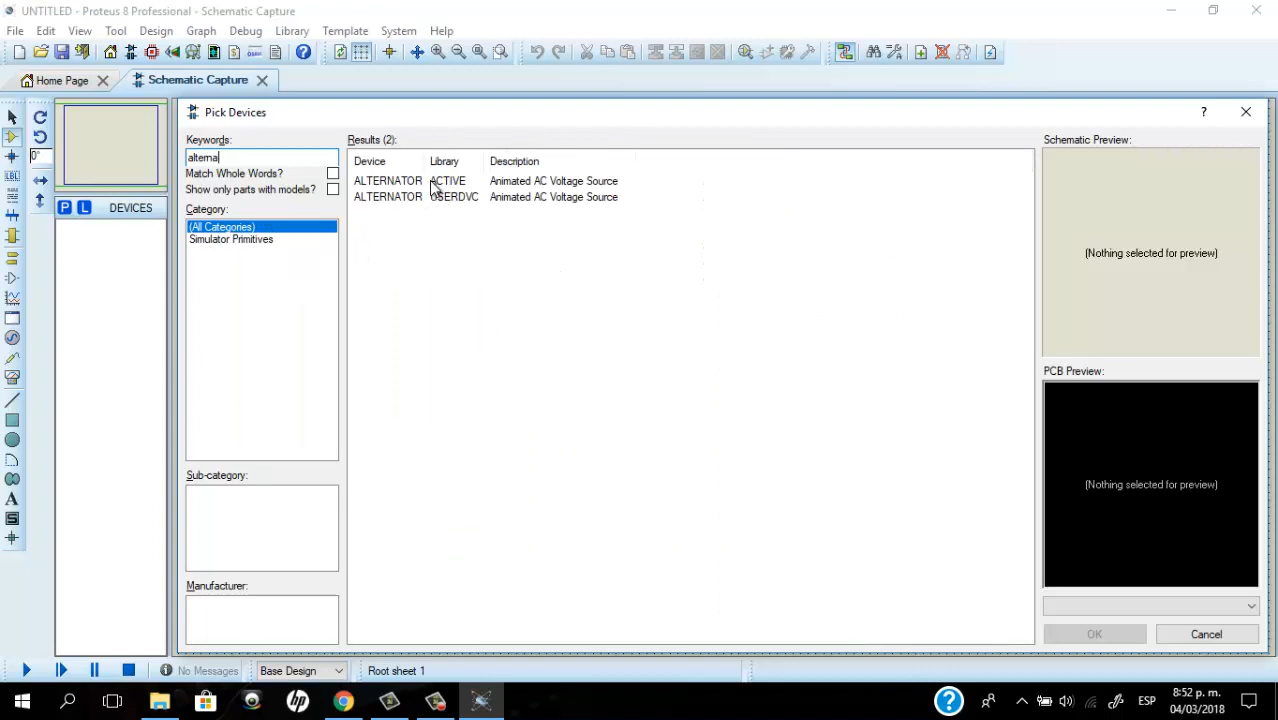 UNTITLED - Proteus 8 Professional - Schematic Capture
File Edit View Tool Design Graph Debug Library Template System Help
Home Page Schematic Capture
Pick Devices
Keywords:
alterna
Match Whole Words?
Show only parts with models?
Category:
(All Categories)
Simulator Primitives
Sub-category:
Manufacturer:
Results (2):
Device Library Description
ALTERNATOR ACTIVE Animated AC Voltage Source
ALTERNATOR USERDVC Animated AC Voltage Source
Schematic Preview:
(Nothing selected for preview)
PCB Preview:
(Nothing selected for preview)
OK Cancel
0°
LBL
P L DEVICES
A
No Messages Base Design Root sheet 1
ESP
8:52 p. m.
04/03/2018